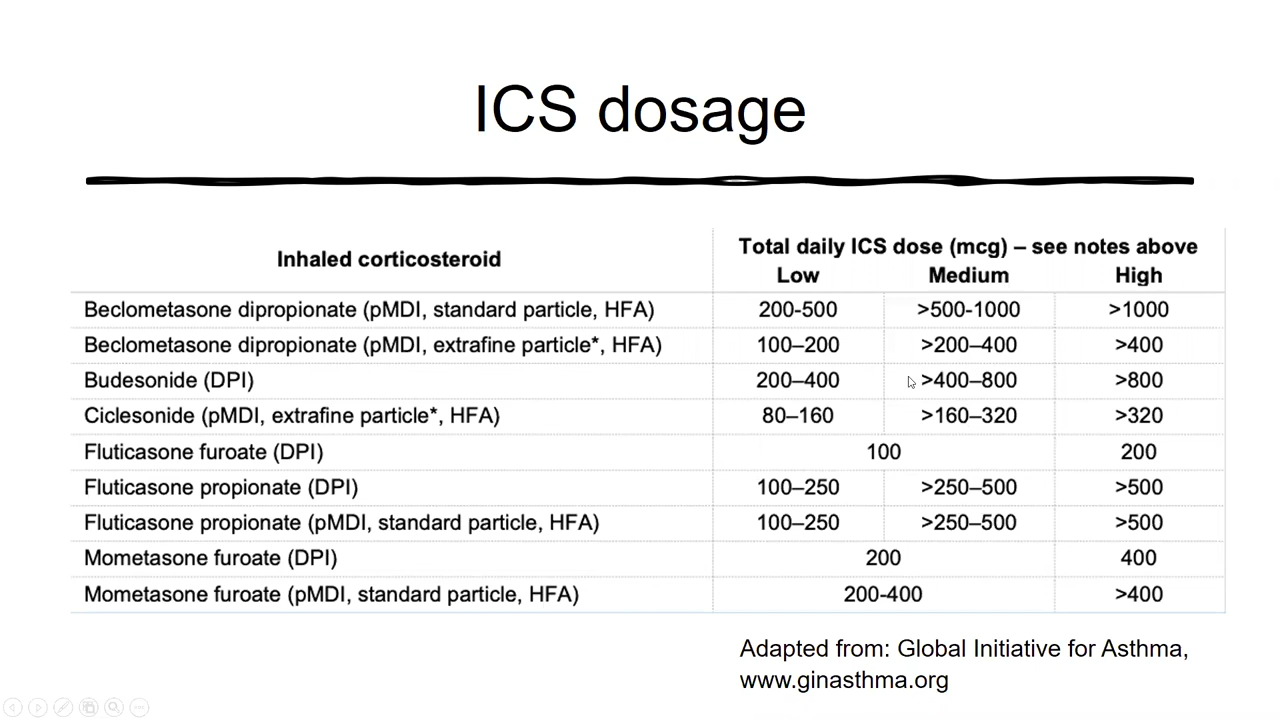 ICS dosage
Inhaled corticosteroid
Total daily ICS dose (mcg) – see notes above
Low Medium High
Beclometasone dipropionate (pMDI, standard particle, HFA) 200-500 >500-1000 >1000
Beclometasone dipropionate (pMDI, extrafine particle*, HFA) 100–200 >200–400 >400
Budesonide (DPI) 200–400 >400–800 >800
Ciclesonide (pMDI, extrafine particle*, HFA) 80–160 >160–320 >320
Fluticasone furoate (DPI) 100 200
Fluticasone propionate (DPI) 100–250 >250–500 >500
Fluticasone propionate (pMDI, standard particle, HFA) 100–250 >250–500 >500
Mometasone furoate (DPI) 200 400
Mometasone furoate (pMDI, standard particle, HFA) 200-400 >400
Adapted from: Global Initiative for Asthma,
www.ginasthma.org